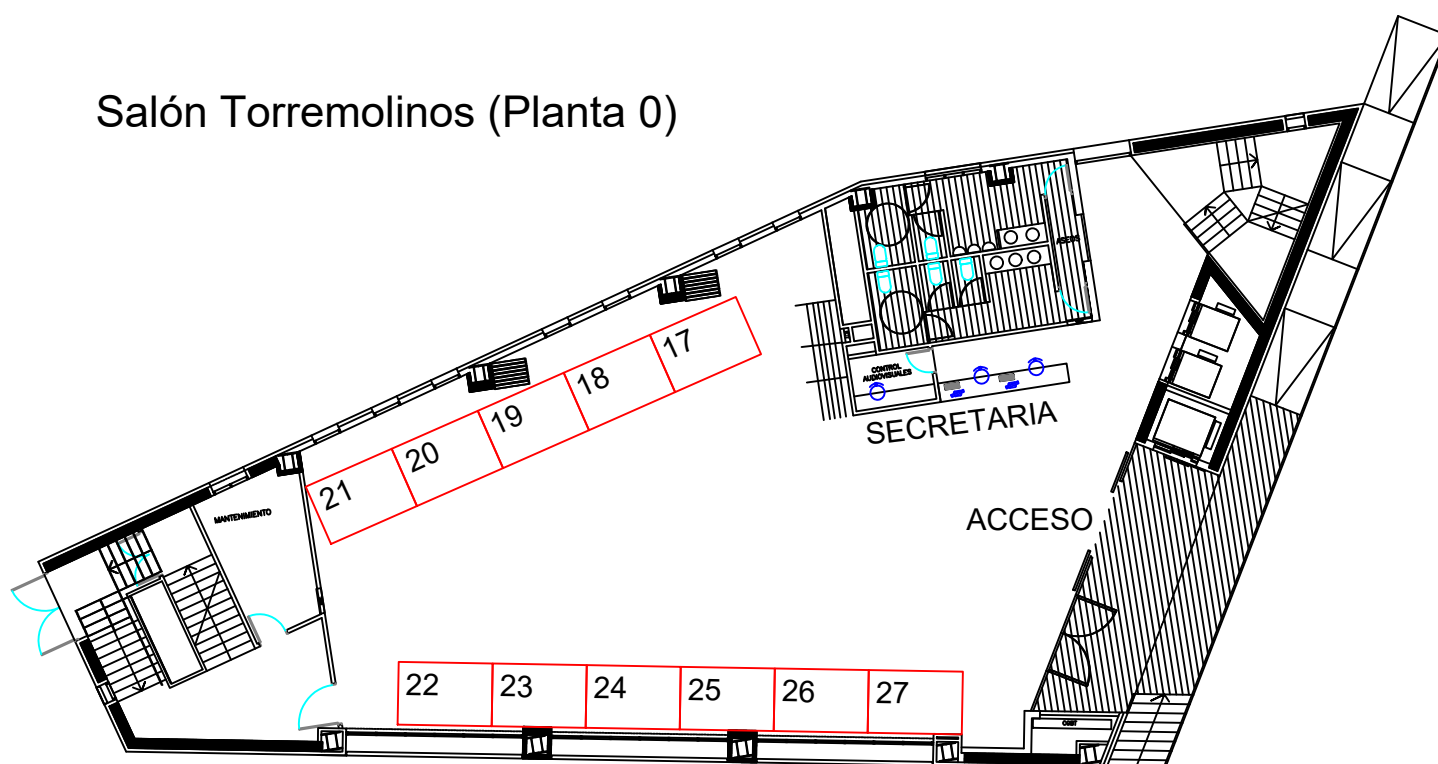 Salón Torremolinos (Planta 0)
ASEOS
17
18
19
20
21
CONTROL
AUDIOVISUALES
SECRETARIA
MANTENIMIENTO
ACCESO
22
23
24
25
26
27